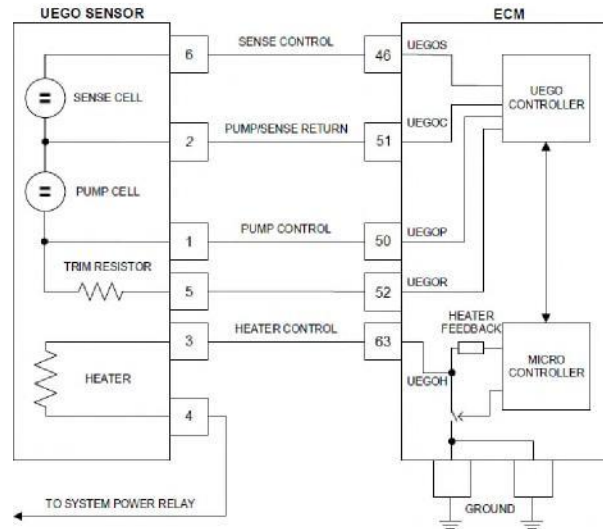 UEGO SENSOR
ECM
6
SENSE CONTROL
46
UEGOS
SENSE CELL
UEGO
CONTROLLER
2
PUMP/SENSE RETURN
51
UEGOC
PUMP CELL
1
PUMP CONTROL
50
UEGOP
TRIM RESISTOR
5
52
UEGOR
3
HEATER CONTROL
63
HEATER
FEEDBACK
MICRO
CONTROLLER
UEGOH
HEATER
4
TO SYSTEM POWER RELAY
GROUND